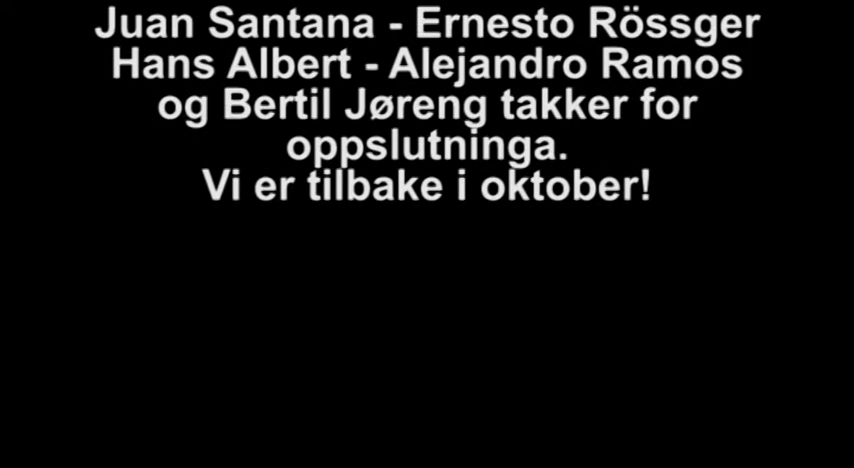 Juan Santana - Ernesto Rössger
Hans Albert - Alejandro Ramos
og Bertil Jøreng takker for
oppslutninga.
Vi er tilbake i oktober!